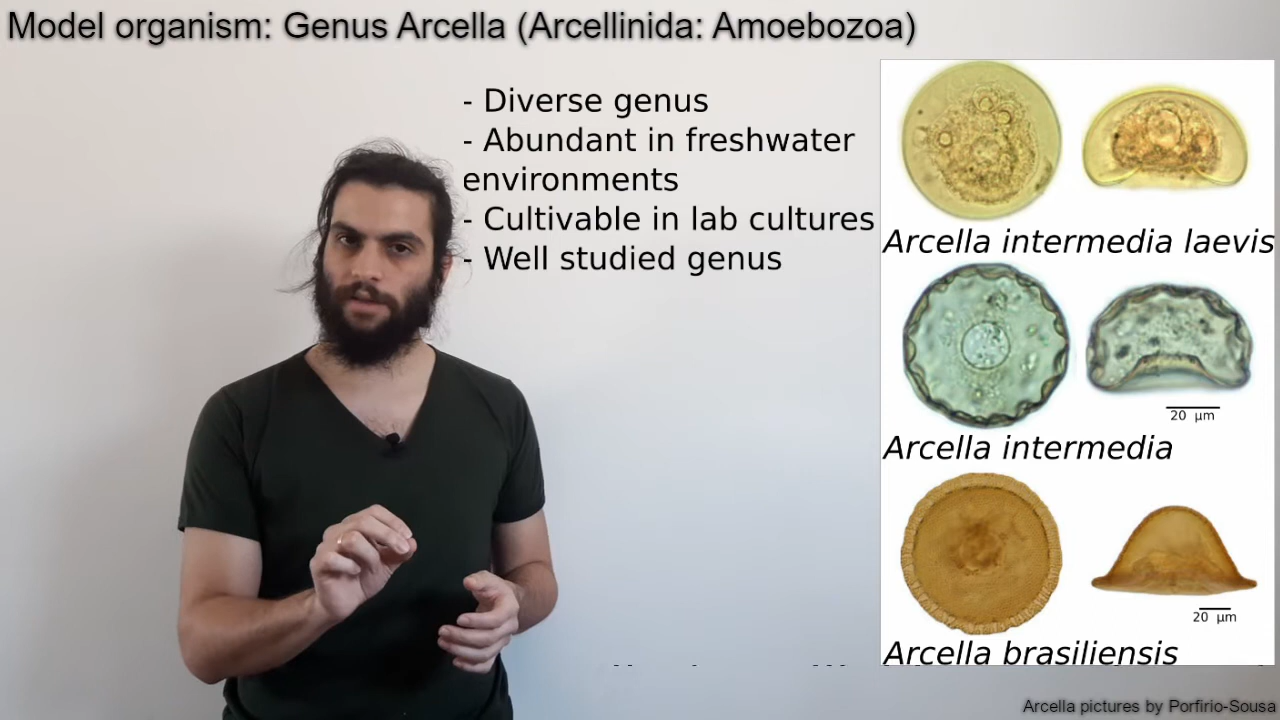 Model organism: Genus Arcella (Arcellinida: Amoebozoa)
- Diverse genus
- Abundant in freshwater
environments
- Cultivable in lab cultures
- Well studied genus
Arcella intermedia laevis
20 µm
Arcella intermedia
20 µm
Arcella brasiliensis
Arcella pictures by Porfirio-Sousa